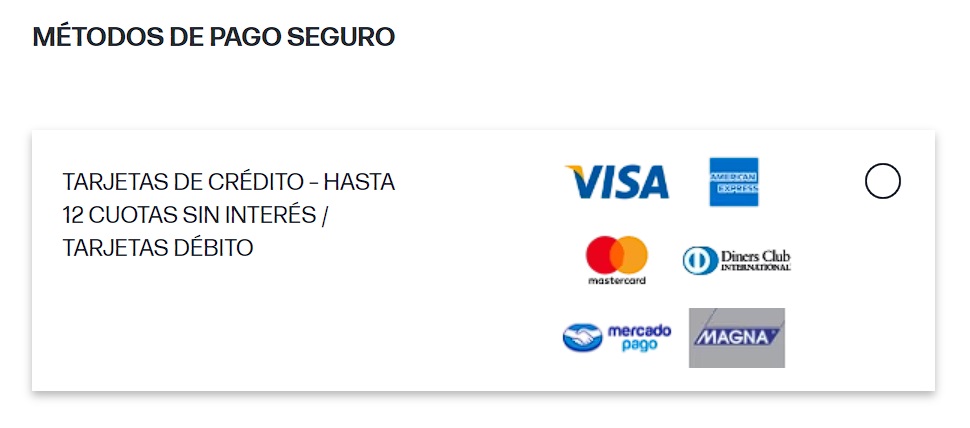 MÉTODOS DE PAGO SEGURO
TARJETAS DE CRÉDITO – HASTA
12 CUOTAS SIN INTERÉS /
TARJETAS DÉBITO
VISA
AMERICAN
EXPRESS
mastercard
Diners Club
INTERNATIONAL
mercado
pago
MAGNA